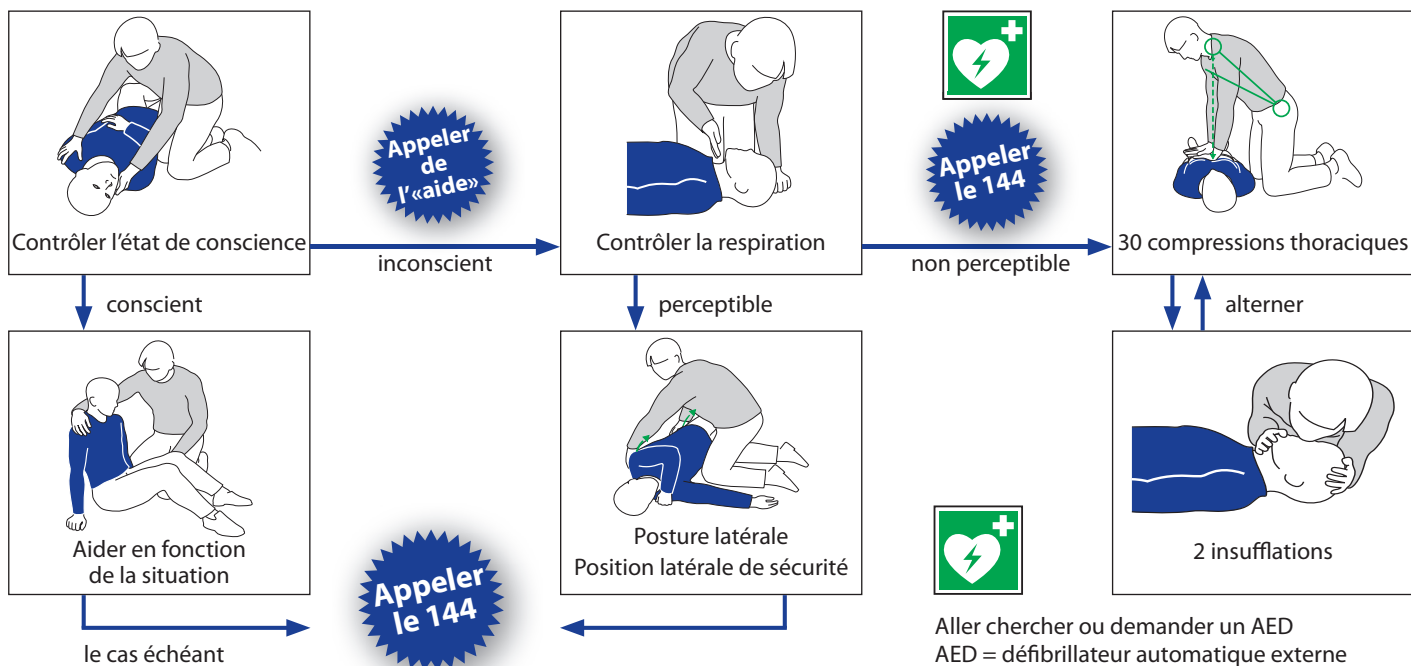 Contrôler l'état de conscience
Appeler
de
l'«aide»
inconscient
Contrôler la respiration
Appeler
le 144
non perceptible
30 compressions thoraciques
conscient
perceptible
alterner
Aider en fonction
de la situation
Posture latérale
Position latérale de sécurité
2 insufflations
le cas échéant
Appeler
le 144
Aller chercher ou demander un AED
AED = défibrillateur automatique externe